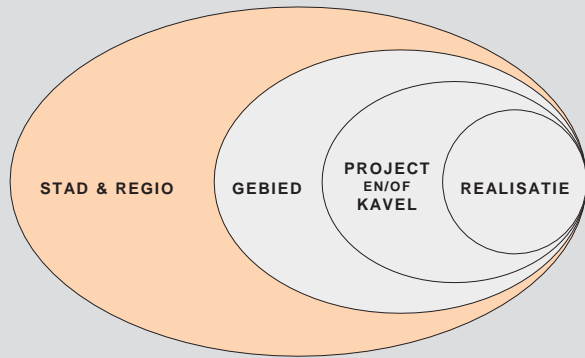 STAD & REGIO
GEBIED
PROJECT
EN/OF
KAVEL
REALISATIE